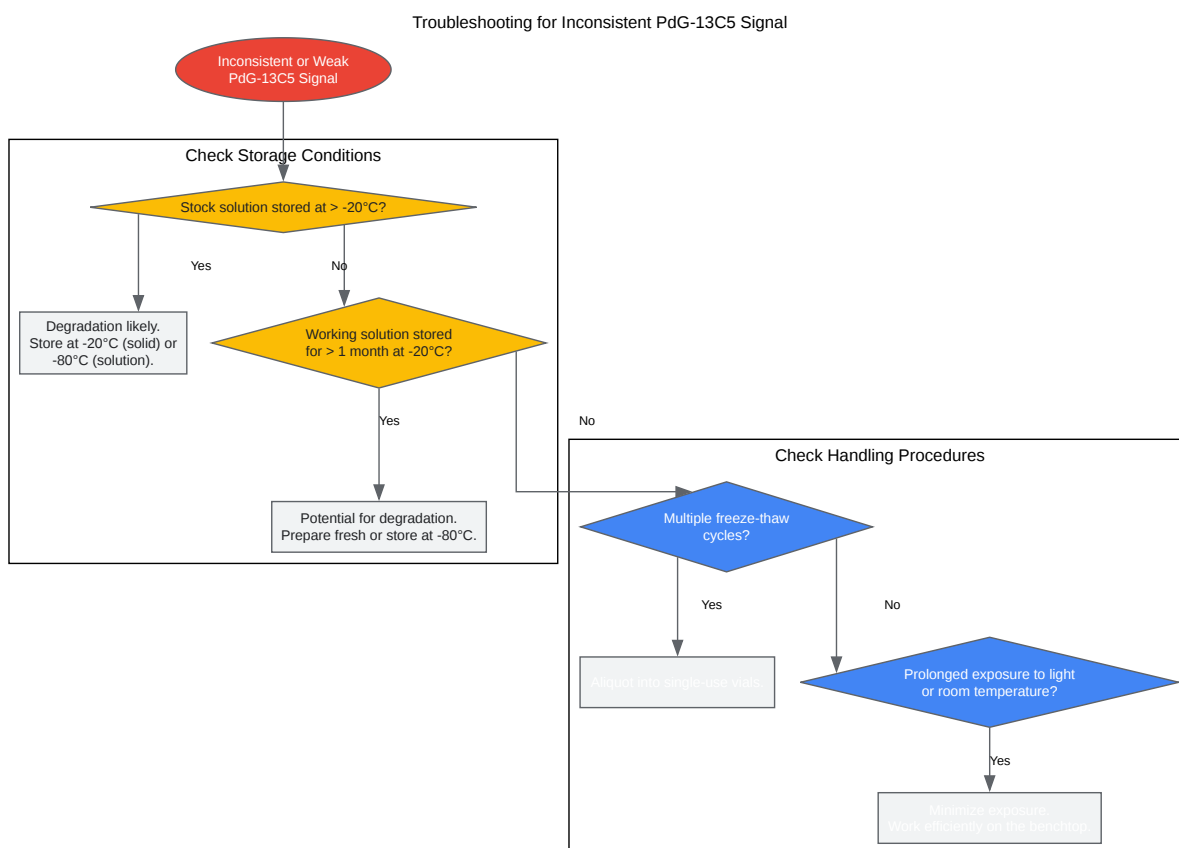 Troubleshooting for Inconsistent PdG-13C5 Signal
Inconsistent or Weak
PdG-13C5 Signal
Check Storage Conditions
Stock solution stored at > -20°C?
Yes
No
Degradation likely.
Store at -20°C (solid) or
-80°C (solution).
Working solution stored
for > 1 month at -20°C?
Yes
No
Potential for degradation.
Prepare fresh or store at -80°C.
Check Handling Procedures
Multiple freeze-thaw
cycles?
Yes
No
Aliquot into single-use vials.
Prolonged exposure to light
or room temperature?
Yes
Minimize exposure.
Work efficiently on the benchtop.